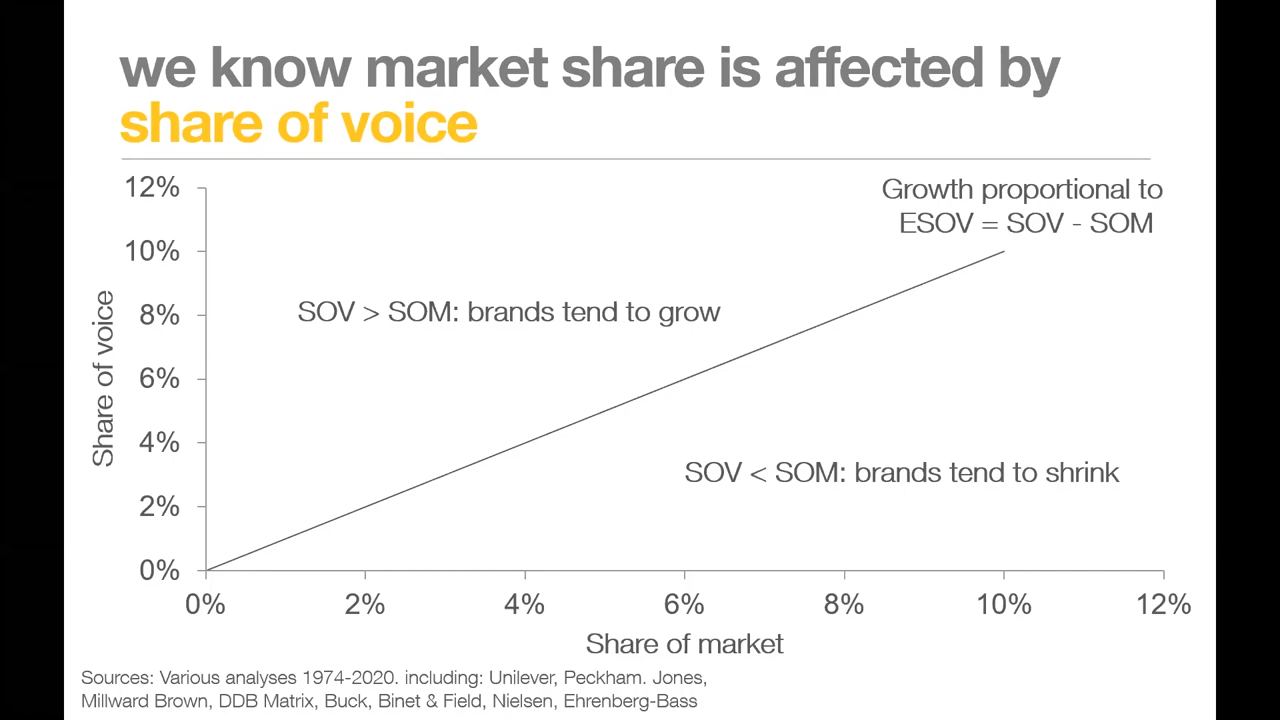 we know market share is affected by
share of voice
12%
10%
8%
6%
4%
2%
0%
Share of voice
Growth proportional to
ESOV = SOV - SOM
SOV > SOM: brands tend to grow
SOV < SOM: brands tend to shrink
0%
2%
4%
6%
8%
10%
12%
Share of market
Sources: Various analyses 1974-2020. including: Unilever, Peckham. Jones,
Millward Brown, DDB Matrix, Buck, Binet & Field, Nielsen, Ehrenberg-Bass